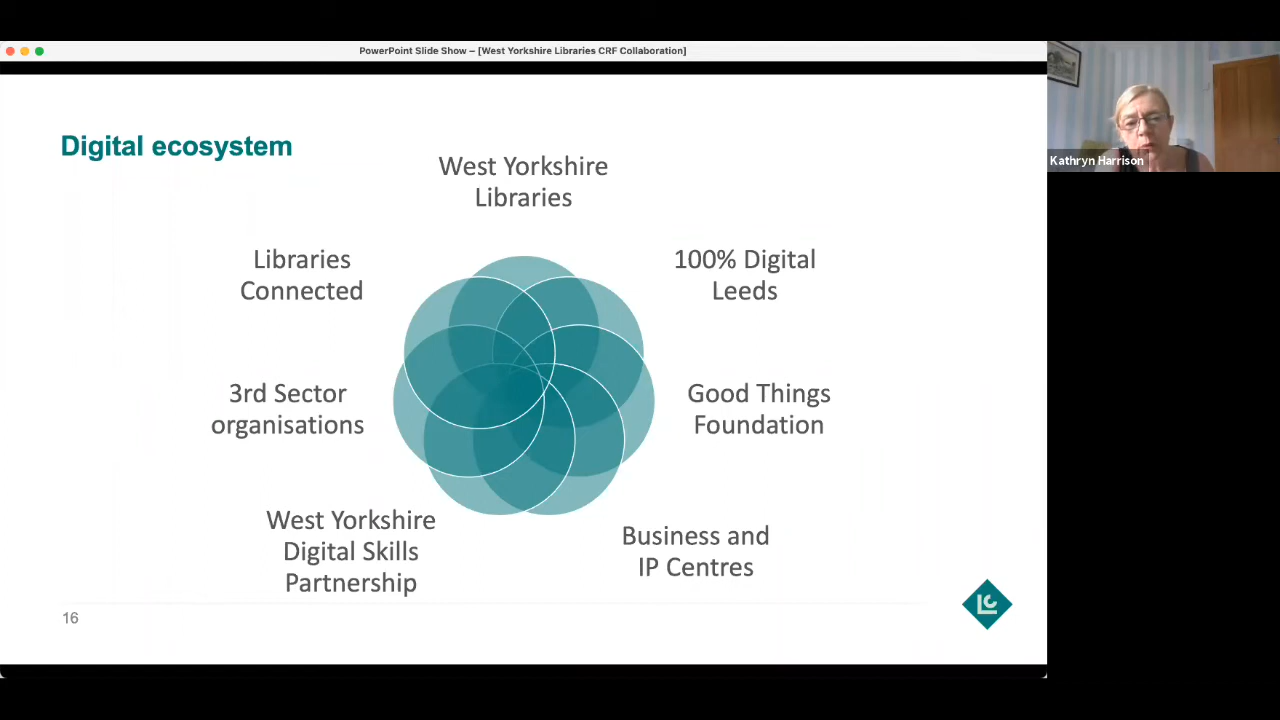 PowerPoint Slide Show – [West Yorkshire Libraries CRF Collaboration]
Kathryn Harrison
Digital ecosystem
West Yorkshire
Libraries
100% Digital
Leeds
Good Things
Foundation
Business and
IP Centres
West Yorkshire
Digital Skills
Partnership
3rd Sector
organisations
Libraries
Connected
16
LC